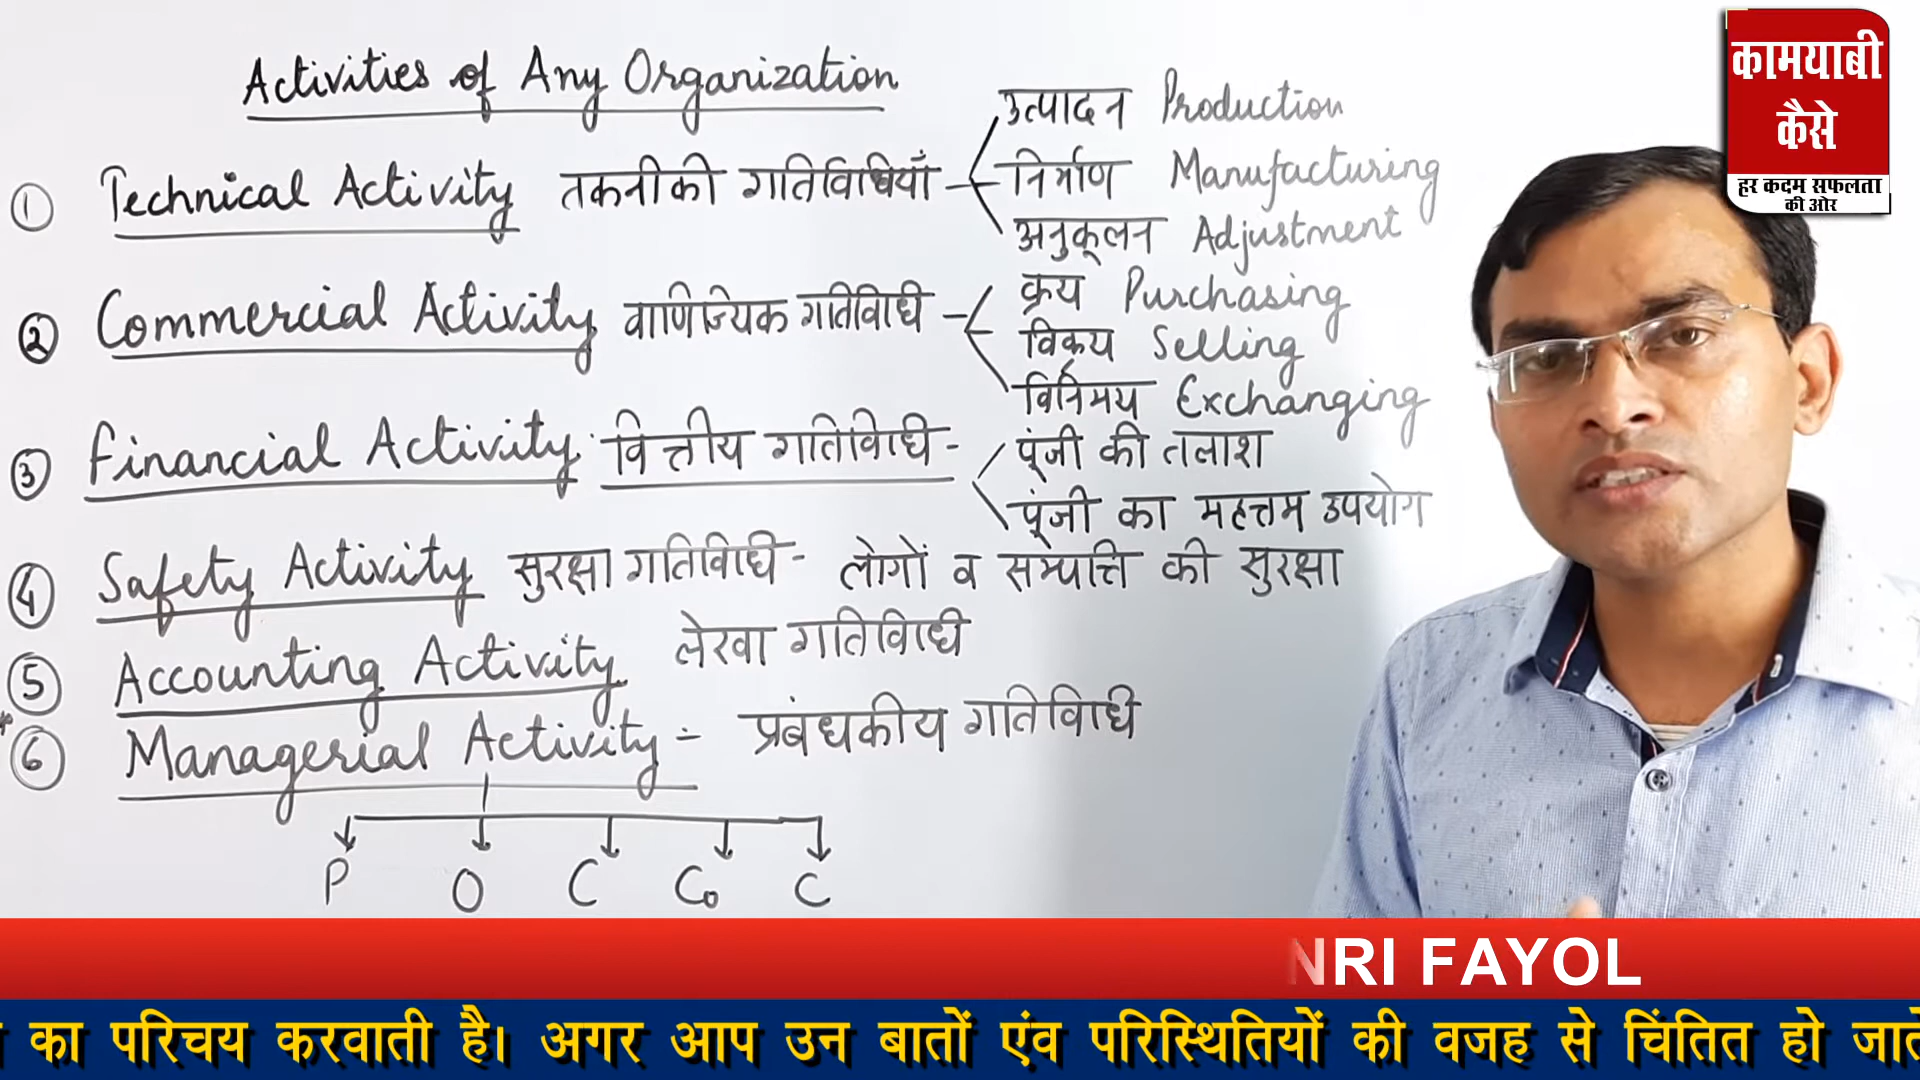 Activities of Any Organization
① Technical Activity तकनीकी गतिविधियाँ
उत्पादन Production
निर्माण Manufacturing
अनुकूलन Adjustment
② Commercial Activity वाणिज्यिक गतिविधि
क्रय Purchasing
विक्रय Selling
विनिमय Exchanging
③ Financial Activity वित्तीय गतिविधि -
पूंजी की तलाश
पूंजी का महत्तम उपयोग
④ Safety Activity सुरक्षा गतिविधि - लोगों व सम्पत्ति की सुरक्षा
⑤ Accounting Activity लेखा गतिविधि
* ⑥ Managerial Activity - प्रबंधकीय गतिविधि
P O C Co C
कामयाबी
कैसे
हर कदम सफलता
की ओर
NRI FAYOL
का परिचय करवाती है। अगर आप उन बातों एंव परिस्थितियों की वजह से चिंतित हो जाते